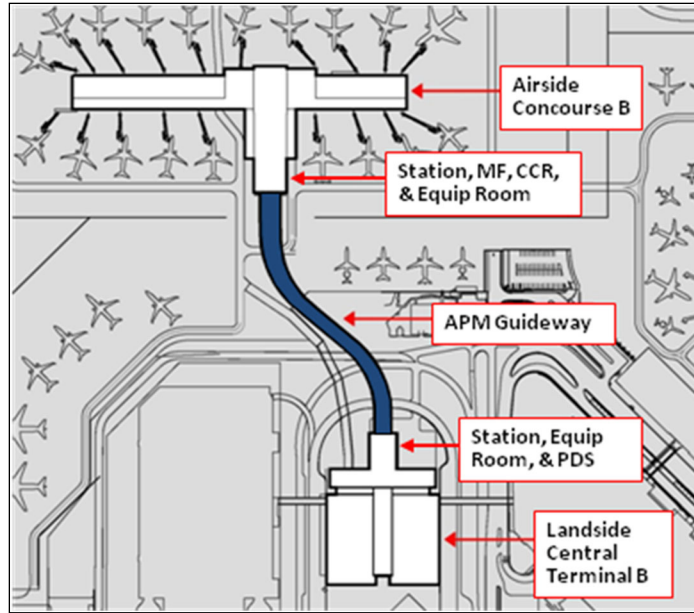 Airside
Concourse B
Station, MF, CCR,
& Equip Room
APM Guideway
Station, Equip
Room, & PDS
Landside
Central
Terminal B